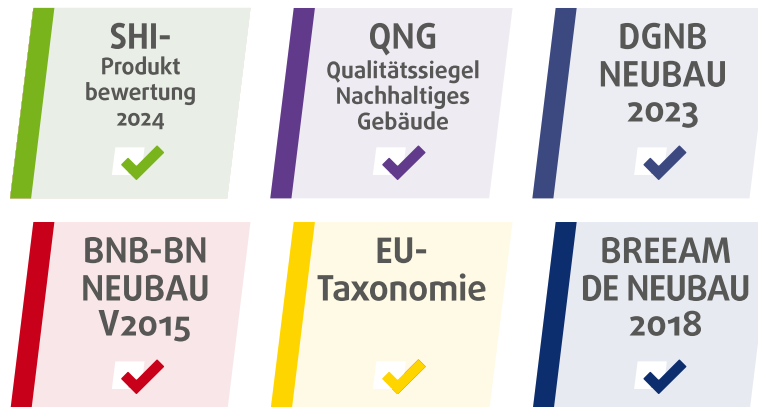 SHI-
Produkt
bewertung
2024
QNG
Qualitätssiegel
Nachhaltiges
Gebäude
DGNB
NEUBAU
2023
BNB-BN
NEUBAU
V2015
EU-
Taxonomie
BREEAM
DE NEUBAU
2018